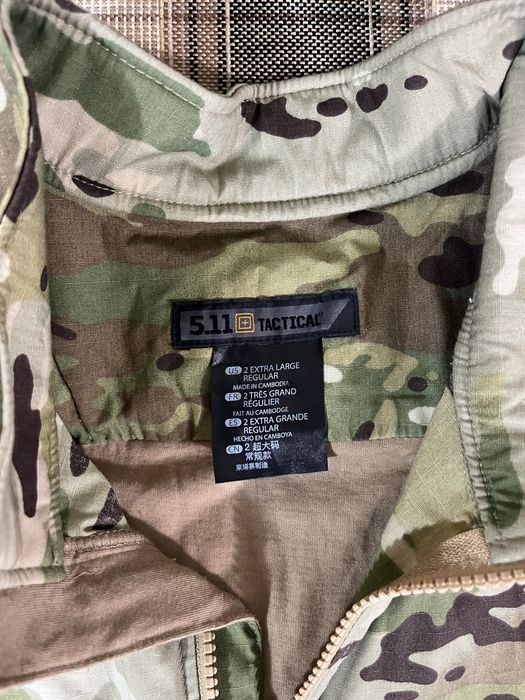 5.11 TACTICAL
US 2 EXTRA LARGE
REGULAR
MADE IN CAMBODIA
FR 2 TRÈS GRAND
RÉGULIER
FAIT AU CAMBODGE
ES 2 EXTRA GRANDE
REGULAR
HECHO EN CAMBOYA
CN 2 超大码
常规款
柬埔寨制造